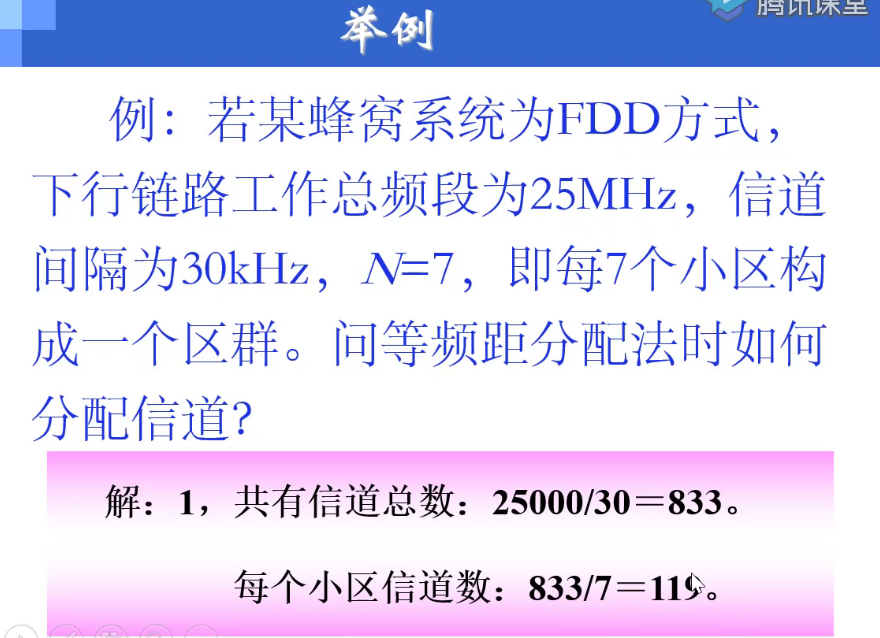 腾讯课堂
举例
例：若某蜂窝系统为FDD方式，
下行链路工作总频段为25MHz，信道
间隔为30kHz，N=7，即每7个小区构
成一个区群。问等频距分配法时如何
分配信道?
解：1，共有信道总数：25000/30＝833。
每个小区信道数：833/7＝119。